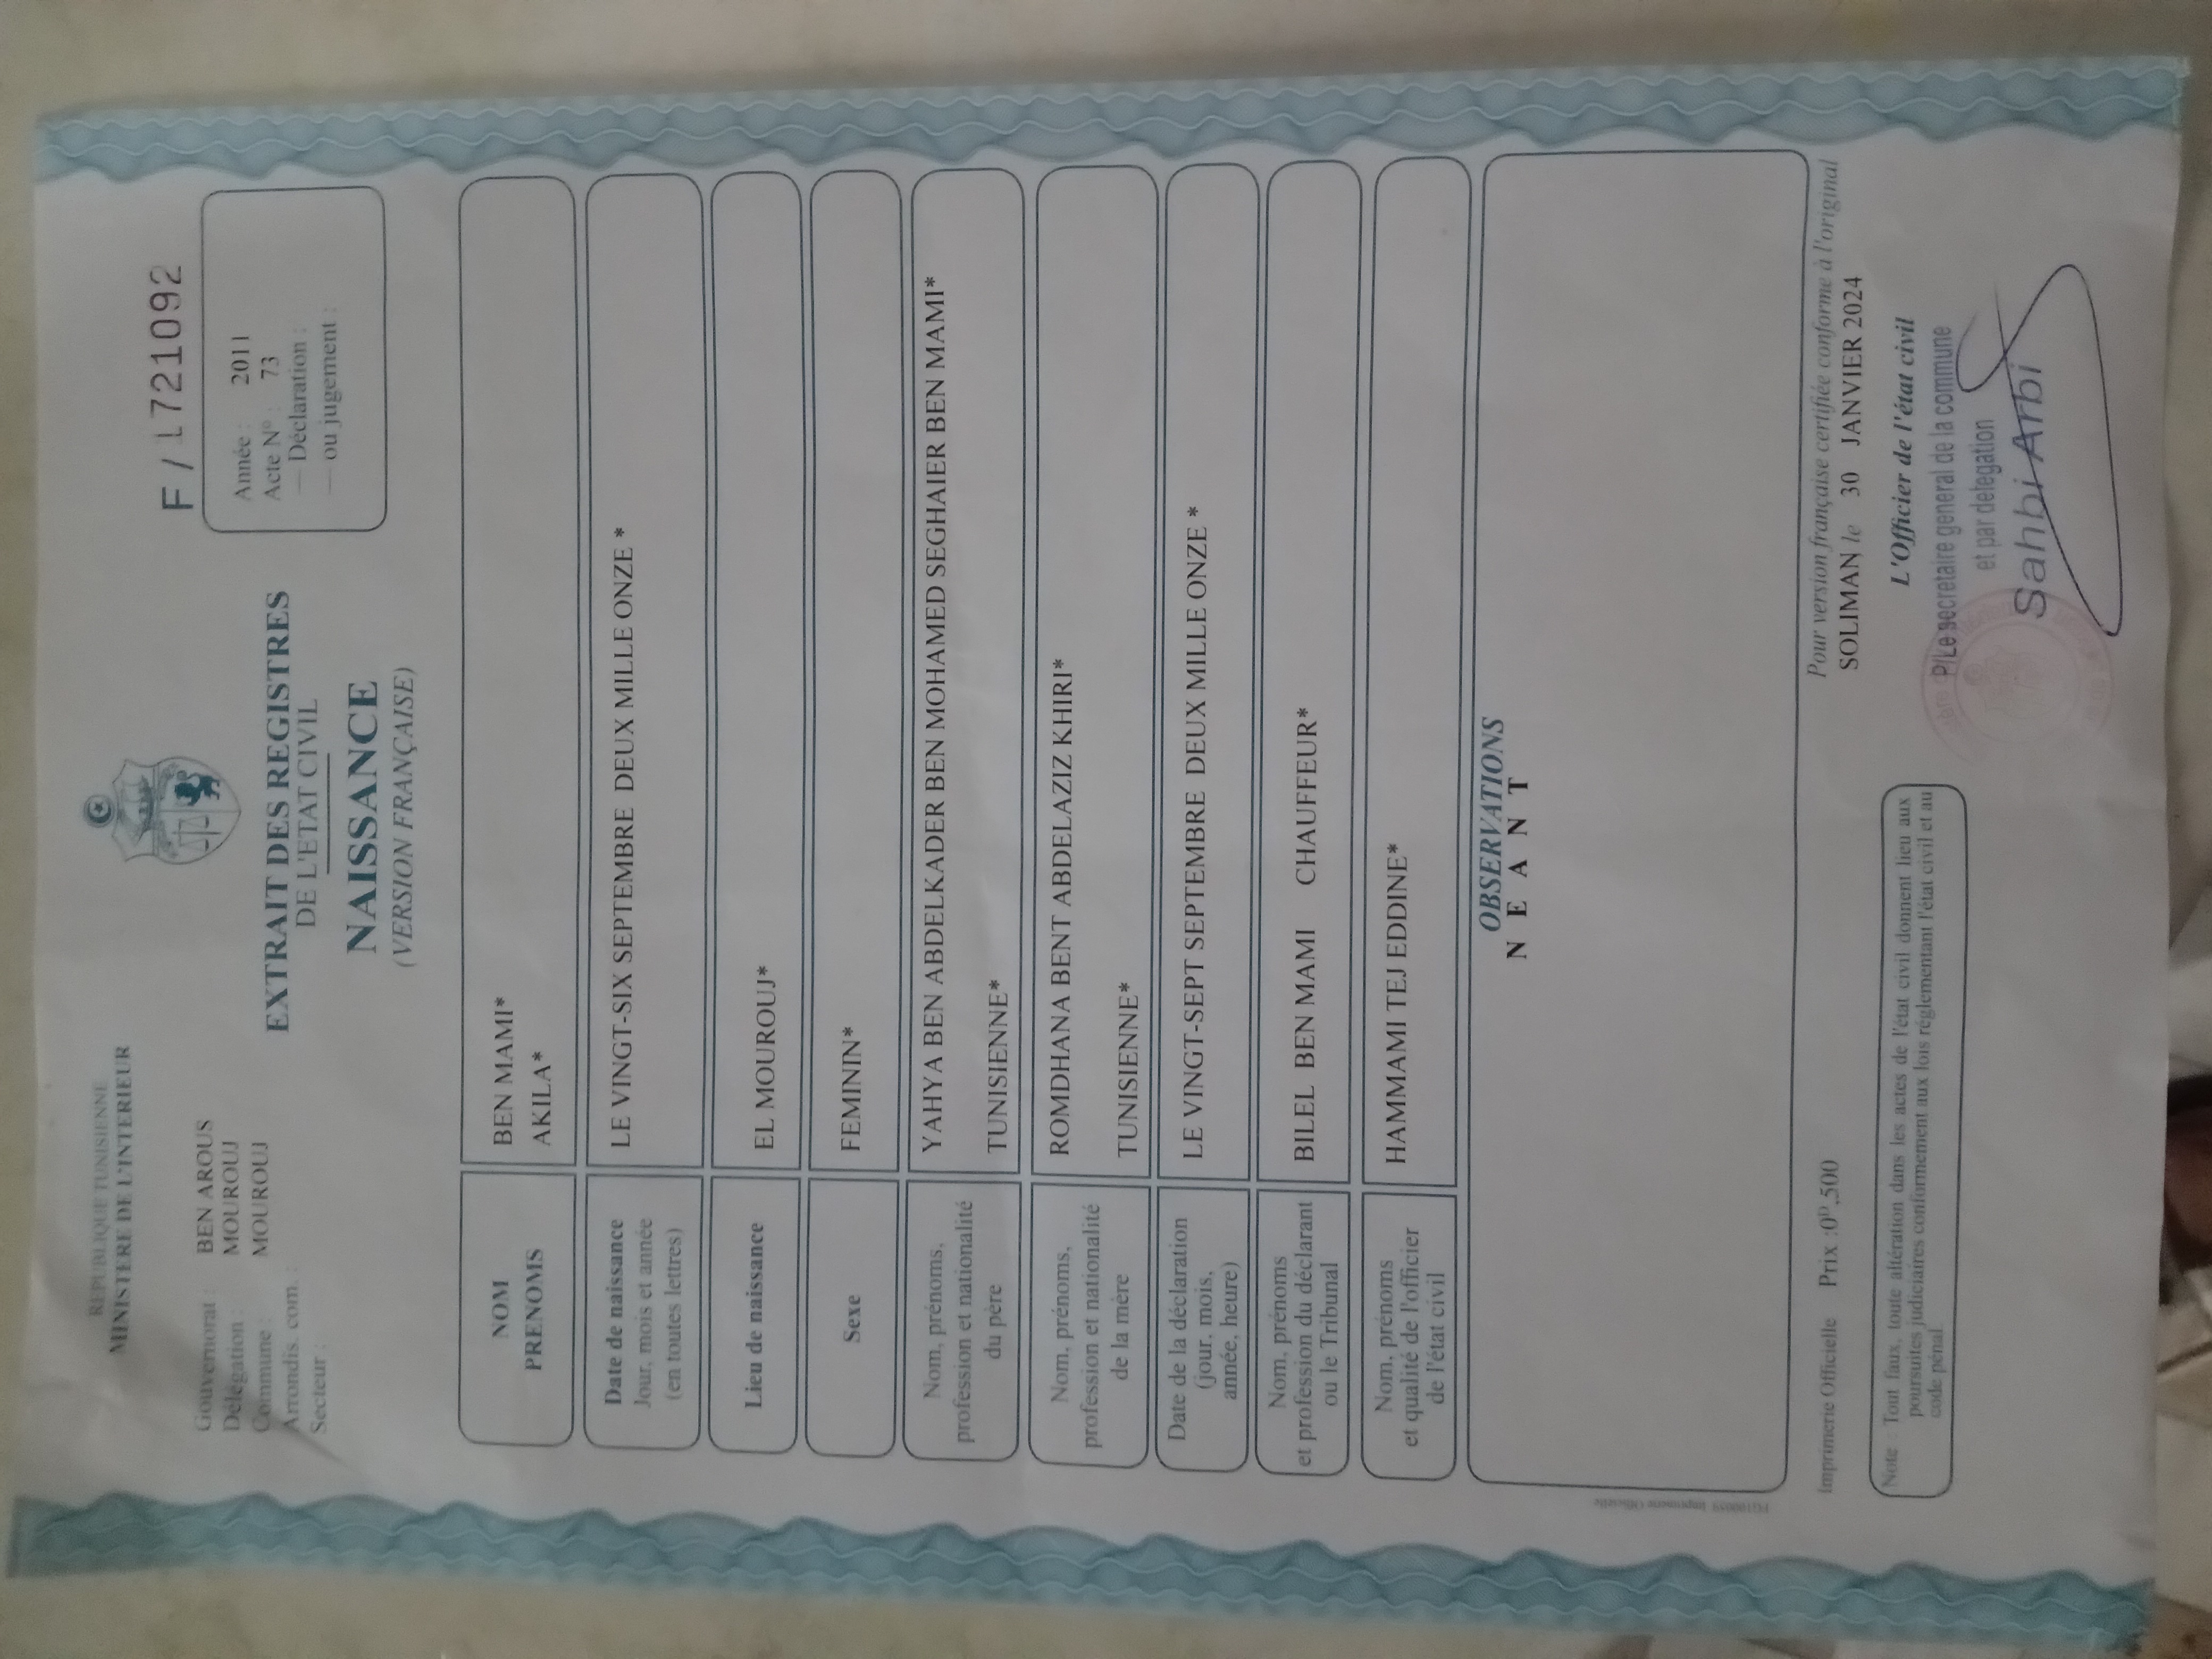 REPUBLIQUE TUNISIENNE
MINISTERE DE L'INTERIEUR
F / 1721092
Gouvernorat : BEN AROUS
Délégation : MOUROUJ
Commune : MOUROUJ
Arrondis. com. :
Secteur :
EXTRAIT DES REGISTRES
DE L'ETAT CIVIL
NAISSANCE
(VERSION FRANÇAISE)
Année : 2011
Acte N° : 73
— Déclaration :
— ou jugement :
NOM
PRENOMS
BEN MAMI*
AKILA*
Date de naissance
Jour, mois et année
(en toutes lettres)
LE VINGT-SIX SEPTEMBRE DEUX MILLE ONZE *
Lieu de naissance
EL MOUROUJ*
Sexe
FEMININ*
Nom, prénoms,
profession et nationalité
du père
YAHYA BEN ABDELKADER BEN MOHAMED SEGHAIER BEN MAMI*
TUNISIENNE*
Nom, prénoms,
profession et nationalité
de la mère
ROMDHANA BENT ABDELAZIZ KHIRI*
TUNISIENNE*
Date de la déclaration
(jour, mois,
année, heure)
LE VINGT-SEPT SEPTEMBRE DEUX MILLE ONZE *
Nom, prénoms
et profession du déclarant
ou le Tribunal
BILEL BEN MAMI CHAUFFEUR*
Nom, prénoms
et qualité de l'officier
de l'état civil
HAMMAMI TEJ EDDINE*
OBSERVATIONS
N E A N T
FG100059 Imprimerie Officielle
Imprimerie Officielle Prix :0ᴰ,500
Pour version française certifiée conforme à l'original
SOLIMAN le 30 JANVIER 2024
L'Officier de l'état civil
P/Le secretaire general de la commune
et par delegation
Sahbi Arbi
Note : Tout faux, toute altération dans les actes de l'état civil donnent lieu aux
poursuites judiciaires conformement aux lois réglementant l'état civil et au
code pénal